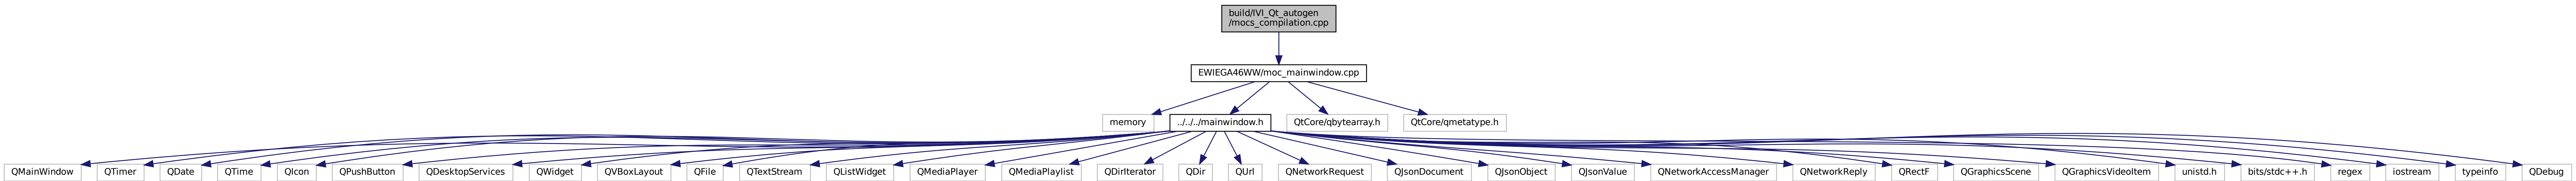 build/IVI_Qt_autogen
/mocs_compilation.cpp
EWIEGA46WW/moc_mainwindow.cpp
memory
../../../mainwindow.h
QtCore/qbytearray.h
QtCore/qmetatype.h
QMainWindow
QTimer
QDate
QTime
QIcon
QPushButton
QDesktopServices
QWidget
QVBoxLayout
QFile
QTextStream
QListWidget
QMediaPlayer
QMediaPlaylist
QDirIterator
QDir
QUrl
QNetworkRequest
QJsonDocument
QJsonObject
QJsonValue
QNetworkAccessManager
QNetworkReply
QRectF
QGraphicsScene
QGraphicsVideoItem
unistd.h
bits/stdc++.h
regex
iostream
typeinfo
QDebug